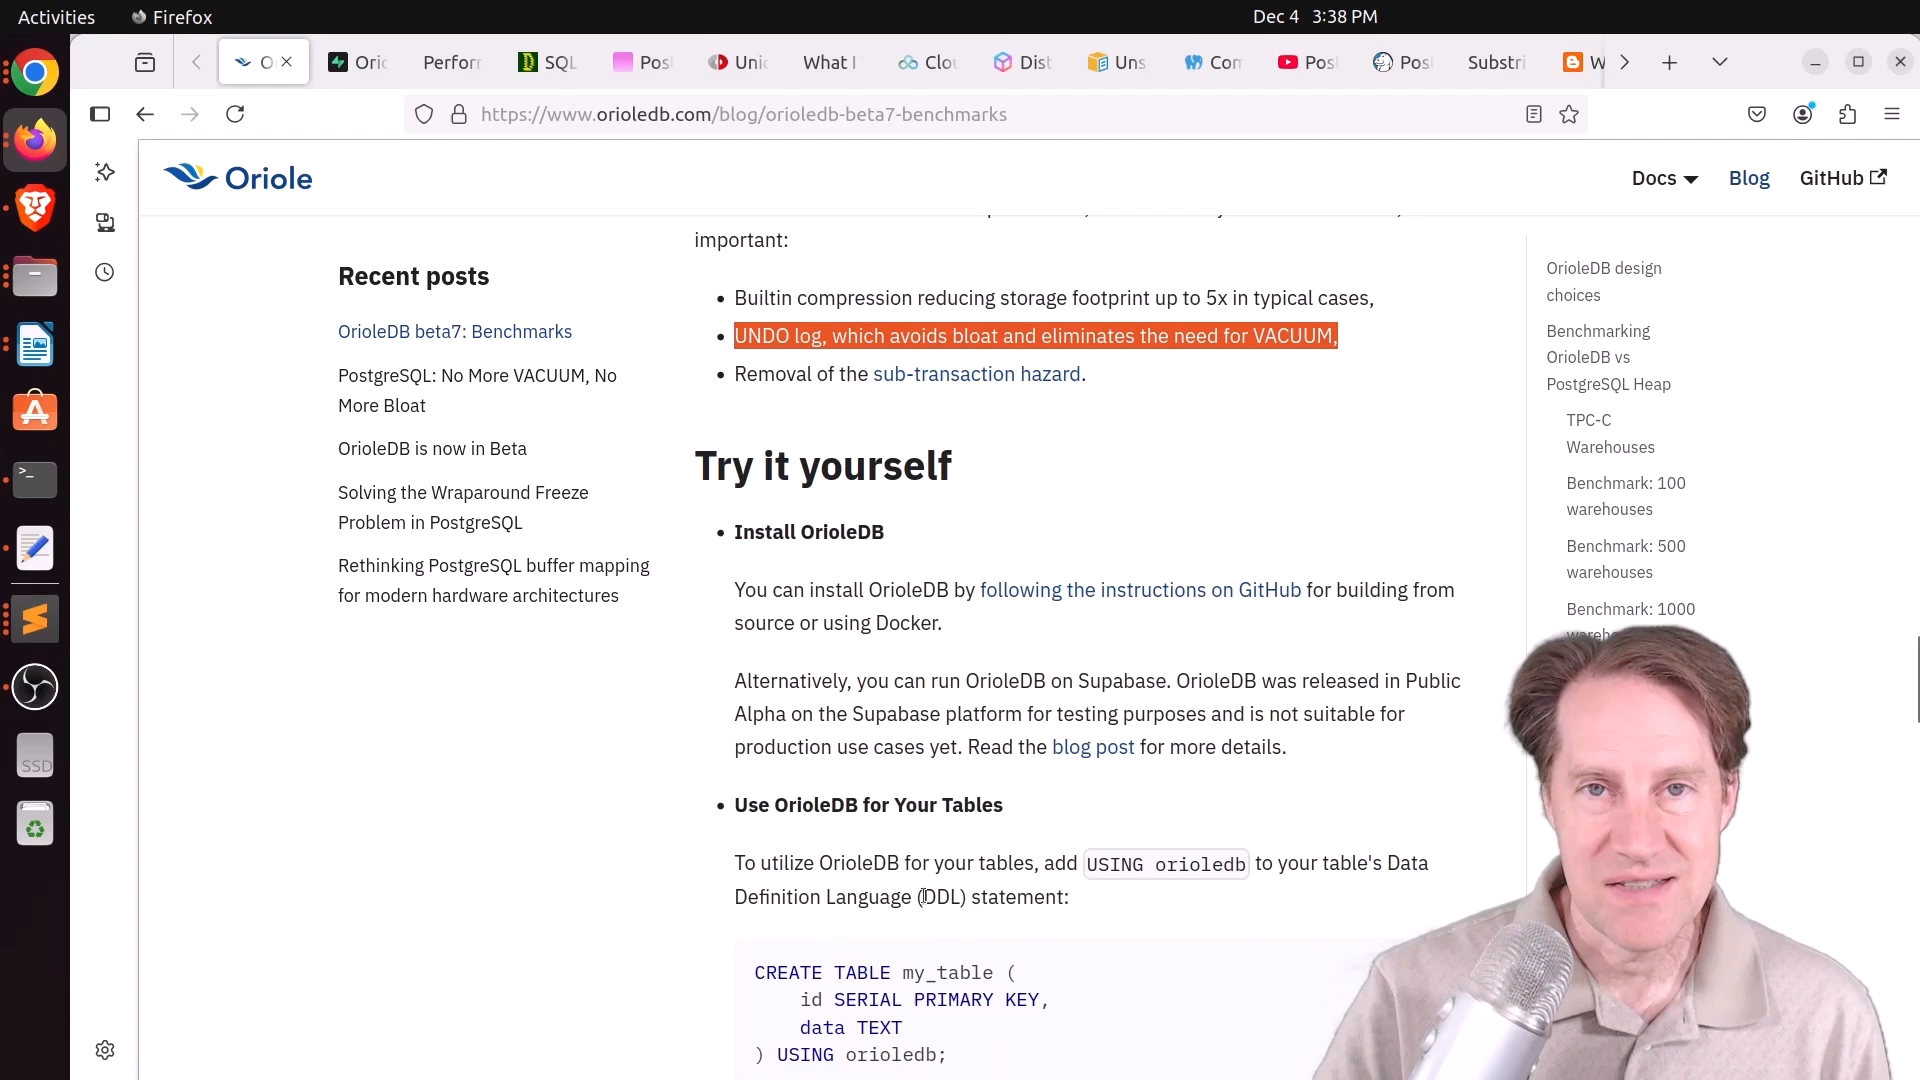 Activities
Firefox
Dec 4 3:38 PM
O
Ori
Perfor
SQL
Pos
Uni
What I
Clo
Dist
Uns
Con
Pos
Pos
Substri
W
https://www.orioledb.com/blog/orioledb-beta7-benchmarks
Oriole
Docs
Blog
GitHub
Recent posts
OrioleDB beta7: Benchmarks
PostgreSQL: No More VACUUM, No
More Bloat
OrioleDB is now in Beta
Solving the Wraparound Freeze
Problem in PostgreSQL
Rethinking PostgreSQL buffer mapping
for modern hardware architectures
important:
• Builtin compression reducing storage footprint up to 5x in typical cases,
• UNDO log, which avoids bloat and eliminates the need for VACUUM,
• Removal of the sub-transaction hazard.
Try it yourself
• Install OrioleDB
You can install OrioleDB by following the instructions on GitHub for building from
source or using Docker.
Alternatively, you can run OrioleDB on Supabase. OrioleDB was released in Public
Alpha on the Supabase platform for testing purposes and is not suitable for
production use cases yet. Read the blog post for more details.
• Use OrioleDB for Your Tables
To utilize OrioleDB for your tables, add USING orioledb to your table's Data
Definition Language (DDL) statement:
CREATE TABLE my_table (
id SERIAL PRIMARY KEY,
data TEXT
) USING orioledb;
OrioleDB design
choices
Benchmarking
OrioleDB vs
PostgreSQL Heap
TPC-C
Warehouses
Benchmark: 100
warehouses
Benchmark: 500
warehouses
Benchmark: 1000
SSD